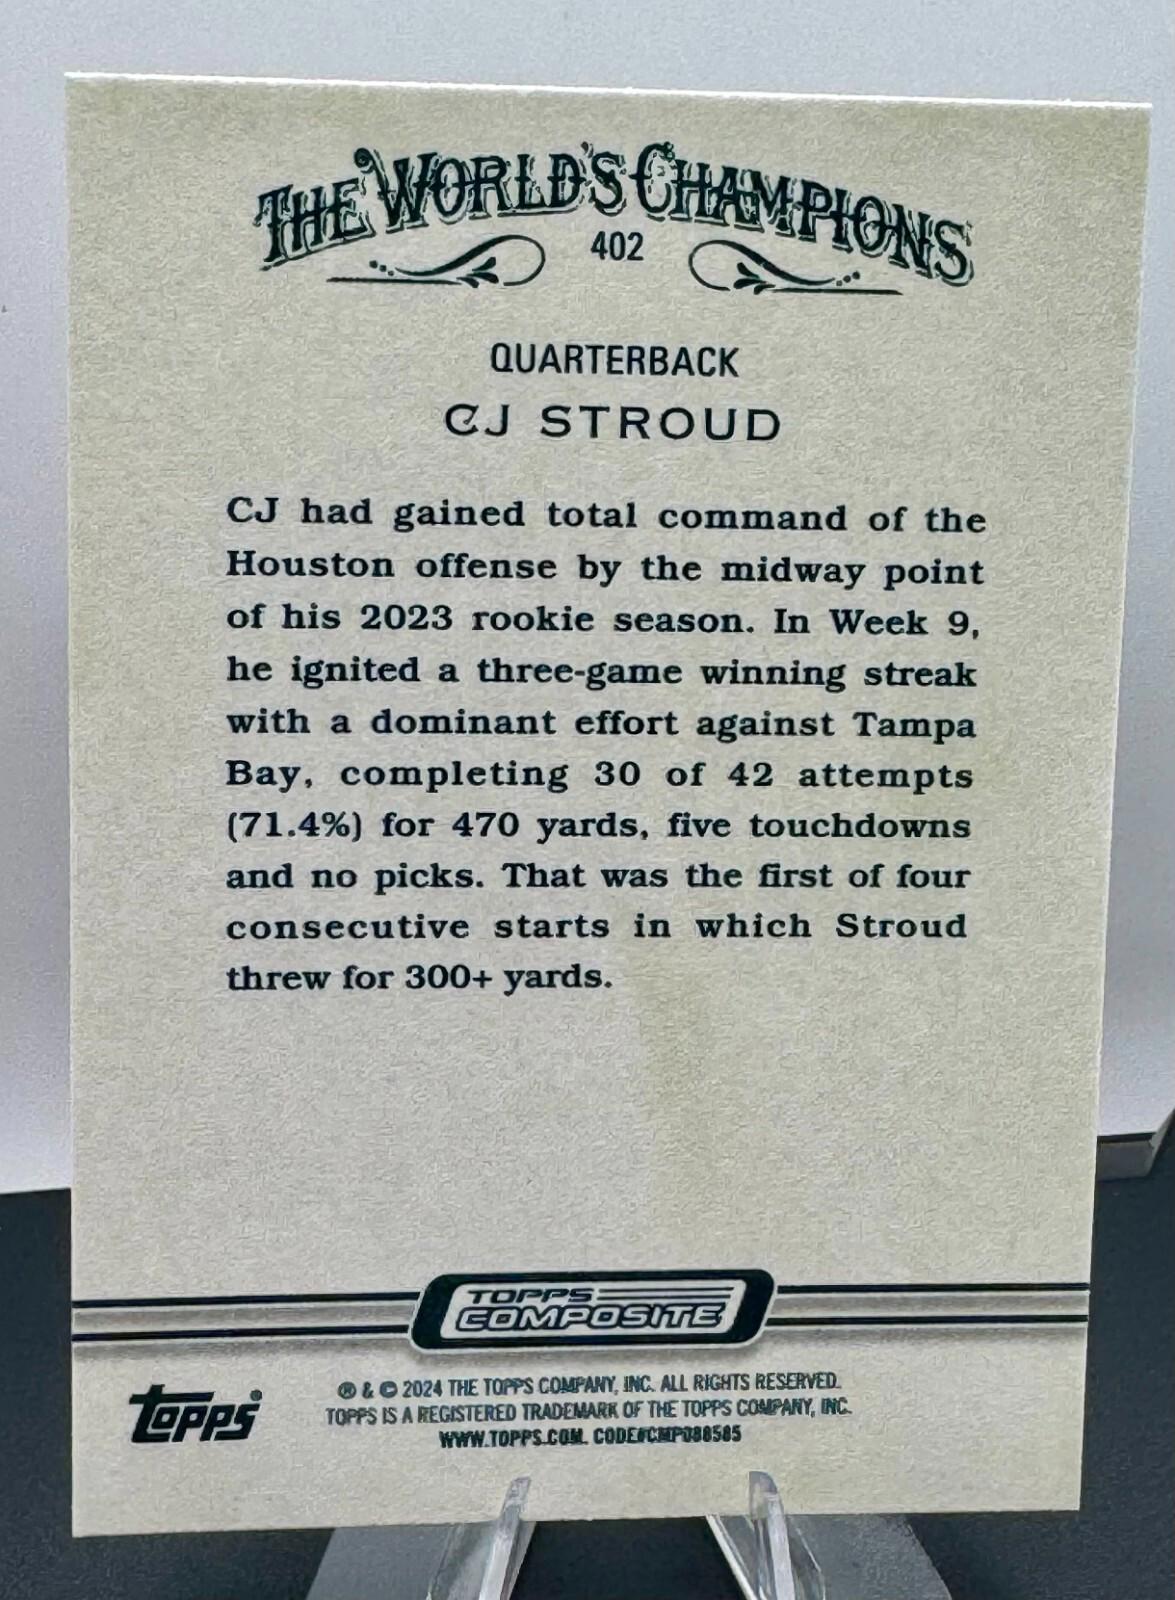 THE WORLD'S CHAMPIONS
402
QUARTERBACK
CJ STROUD
CJ had gained total command of the
Houston offense by the midway point
of his 2023 rookie season. In Week 9,
he ignited a three-game winning streak
with a dominant effort against Tampa
Bay, completing 30 of 42 attempts
(71.4%) for 470 yards, five touchdowns
and no picks. That was the first of four
consecutive starts in which Stroud
threw for 300+ yards.
TOPPS
COMPOSITE
topps®
® & © 2024 THE TOPPS COMPANY, INC. ALL RIGHTS RESERVED.
TOPPS IS A REGISTERED TRADEMARK OF THE TOPPS COMPANY, INC.
WWW.TOPPS.COM. CODE#CMP088585